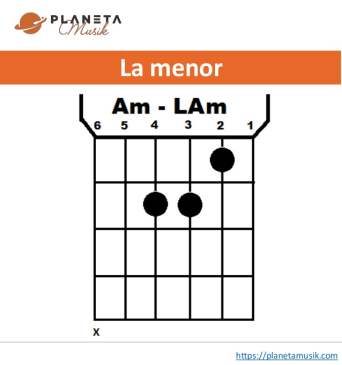 PLANETA
Musik
La menor
Am - LAm
6 5 4 3 2 1
x
https://planetamusik.com